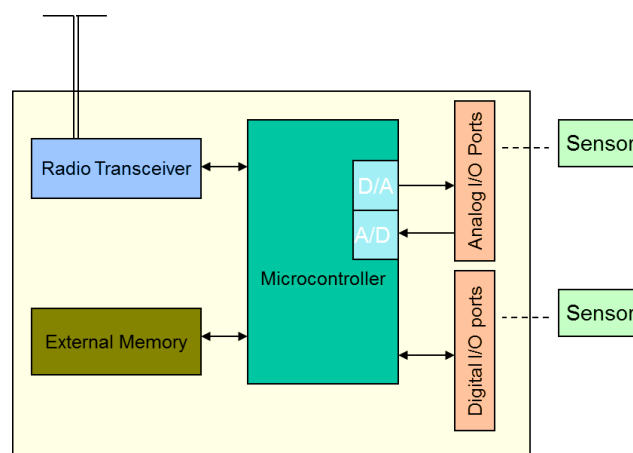 Radio Transceiver
External Memory
D/A
A/D
Microcontroller
Analog I/O Ports
Digital I/O ports
Sensor
Sensor